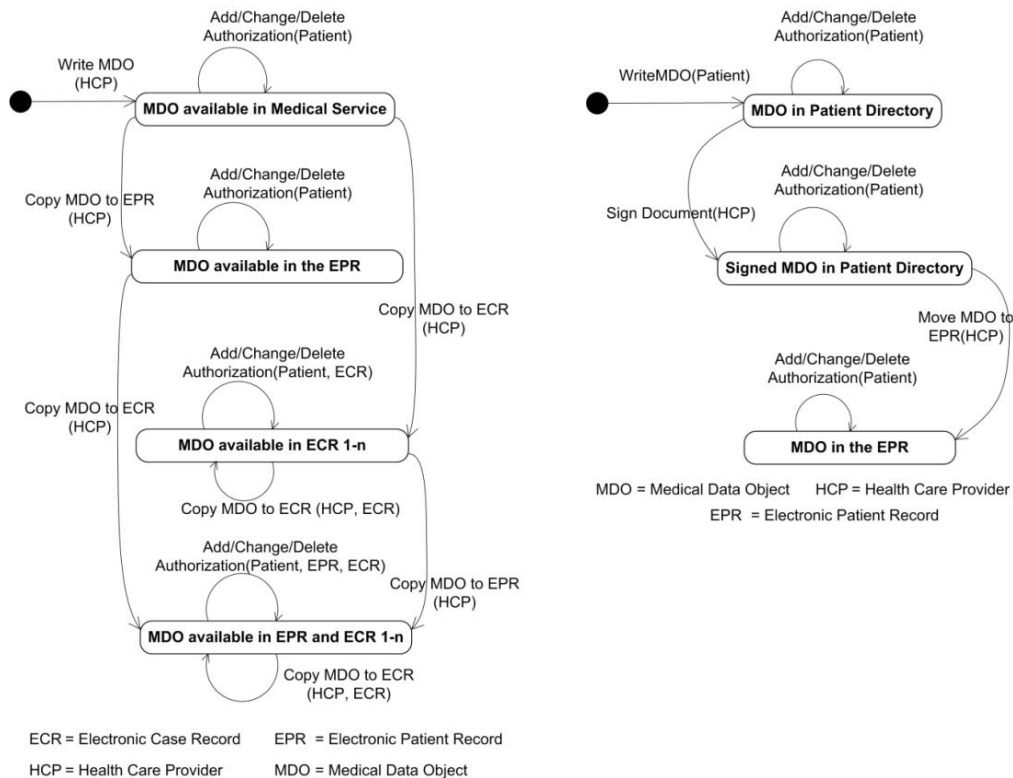 Add/Change/Delete
Authorization(Patient)
Write MDO
(HCP)
MDO available in Medical Service
Add/Change/Delete
Authorization(Patient)
Copy MDO to EPR
(HCP)
MDO available in the EPR
Copy MDO to ECR
(HCP)
Add/Change/Delete
Authorization(Patient, ECR)
Copy MDO to ECR
(HCP)
MDO available in ECR 1-n
Copy MDO to ECR (HCP, ECR)
Add/Change/Delete
Authorization(Patient, EPR, ECR)
Copy MDO to EPR
(HCP)
MDO available in EPR and ECR 1-n
Copy MDO to ECR
(HCP, ECR)
ECR = Electronic Case Record
EPR = Electronic Patient Record
HCP = Health Care Provider
MDO = Medical Data Object
Add/Change/Delete
Authorization(Patient)
WriteMDO(Patient)
MDO in Patient Directory
Add/Change/Delete
Authorization(Patient)
Sign Document(HCP)
Signed MDO in Patient Directory
Move MDO to
EPR(HCP)
Add/Change/Delete
Authorization(Patient)
MDO in the EPR
MDO = Medical Data Object
HCP = Health Care Provider
EPR = Electronic Patient Record